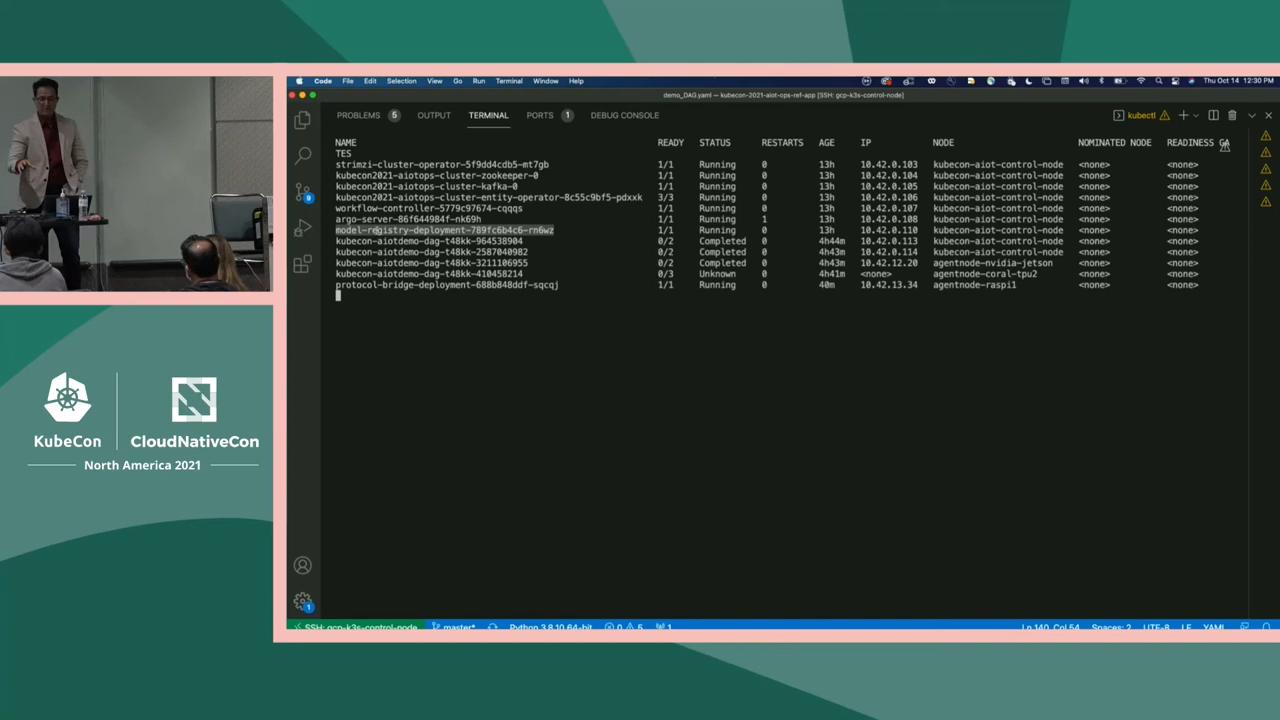 Code File Edit Selection View Go Run Terminal Window Help Thu Oct 14 12:30 PM
demo_DAG.yaml — kubecon-2021-aiot-ops-ref-app [SSH: gcp-k3s-control-node]
PROBLEMS 5 OUTPUT TERMINAL PORTS 1 DEBUG CONSOLE kubectl
NAME READY STATUS RESTARTS AGE IP NODE NOMINATED NODE READINESS GA
TES
strimzi-cluster-operator-5f9dd4cdb5-mt7gb 1/1 Running 0 13h 10.42.0.103 kubecon-aiot-control-node <none> <none>
kubecon2021-aiotops-cluster-zookeeper-0 1/1 Running 0 13h 10.42.0.104 kubecon-aiot-control-node <none> <none>
kubecon2021-aiotops-cluster-kafka-0 1/1 Running 0 13h 10.42.0.105 kubecon-aiot-control-node <none> <none>
kubecon2021-aiotops-cluster-entity-operator-8c55c9bf5-pdxxk 3/3 Running 0 13h 10.42.0.106 kubecon-aiot-control-node <none> <none>
workflow-controller-5779c97674-cqqqs 1/1 Running 0 13h 10.42.0.107 kubecon-aiot-control-node <none> <none>
argo-server-86f644984f-nk69h 1/1 Running 1 13h 10.42.0.108 kubecon-aiot-control-node <none> <none>
model-registry-deployment-789fc6b4c6-rn6wz 1/1 Running 0 13h 10.42.0.110 kubecon-aiot-control-node <none> <none>
kubecon-aiotdemo-dag-t48kk-964538904 0/2 Completed 0 4h44m 10.42.0.113 kubecon-aiot-control-node <none> <none>
kubecon-aiotdemo-dag-t48kk-2587040982 0/2 Completed 0 4h43m 10.42.0.114 kubecon-aiot-control-node <none> <none>
kubecon-aiotdemo-dag-t48kk-3211106955 0/2 Completed 0 4h43m 10.42.12.20 agentnode-nvidia-jetson <none> <none>
kubecon-aiotdemo-dag-t48kk-410458214 0/3 Unknown 0 4h41m <none> agentnode-coral-tpu2 <none> <none>
protocol-bridge-deployment-688b848ddf-sqcqj 1/1 Running 0 40m 10.42.13.34 agentnode-raspi1 <none> <none>
9
1
SSH: gcp-k3s-control-node master* Python 3.8.10 64-bit 0 5 1 Ln 140, Col 54 Spaces: 2 UTF-8 LF YAML
KubeCon
CloudNativeCon
North America 2021